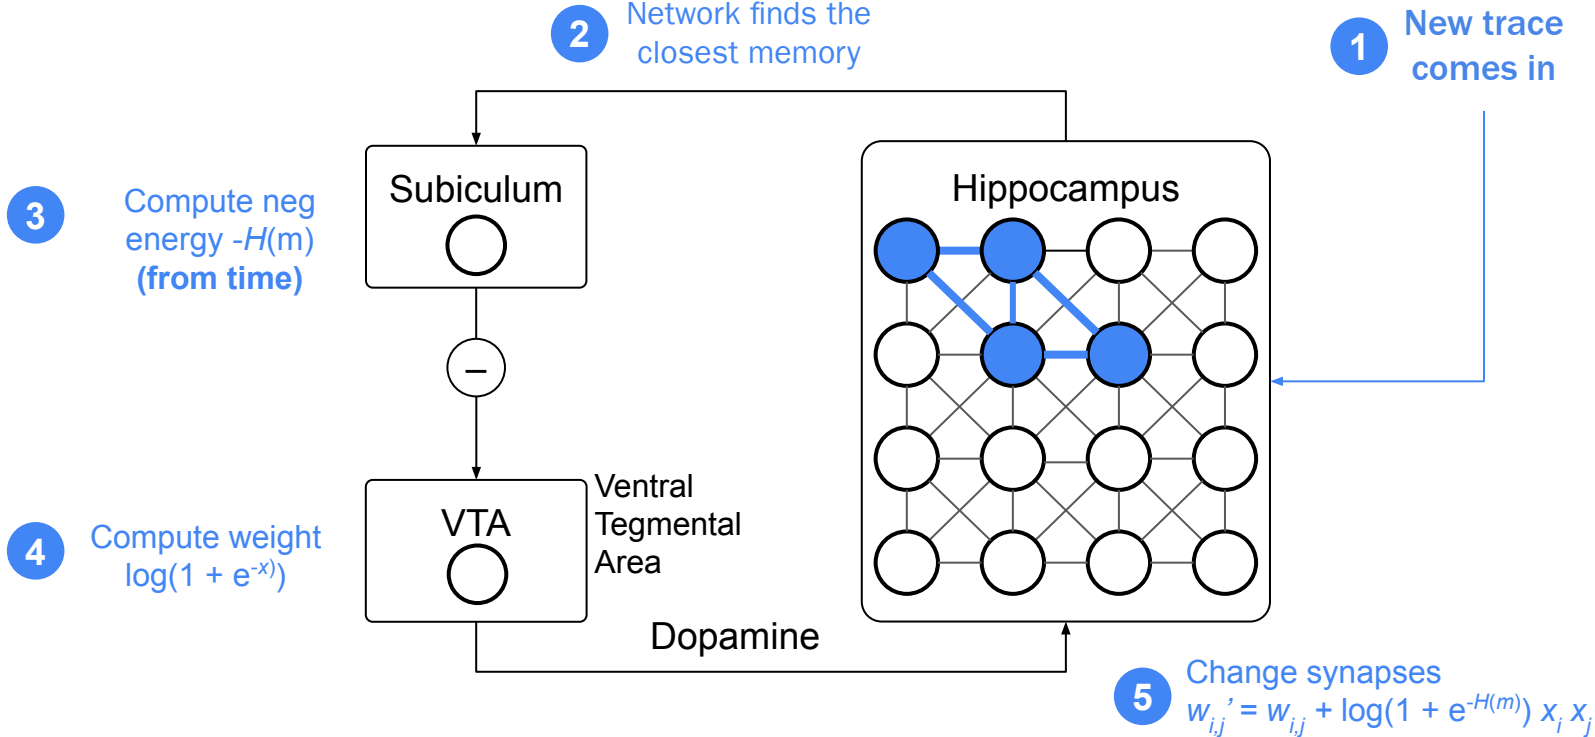 1
New trace
comes in
2
Network finds the
closest memory
3
Compute neg
energy -H(m)
(from time)
Subiculum
Hippocampus
–
4
Compute weight
log(1 + e^-x))
VTA
Ventral
Tegmental
Area
Dopamine
5
Change synapses
w_i,j’ = w_i,j + log(1 + e^-H(m)) x_i x_j